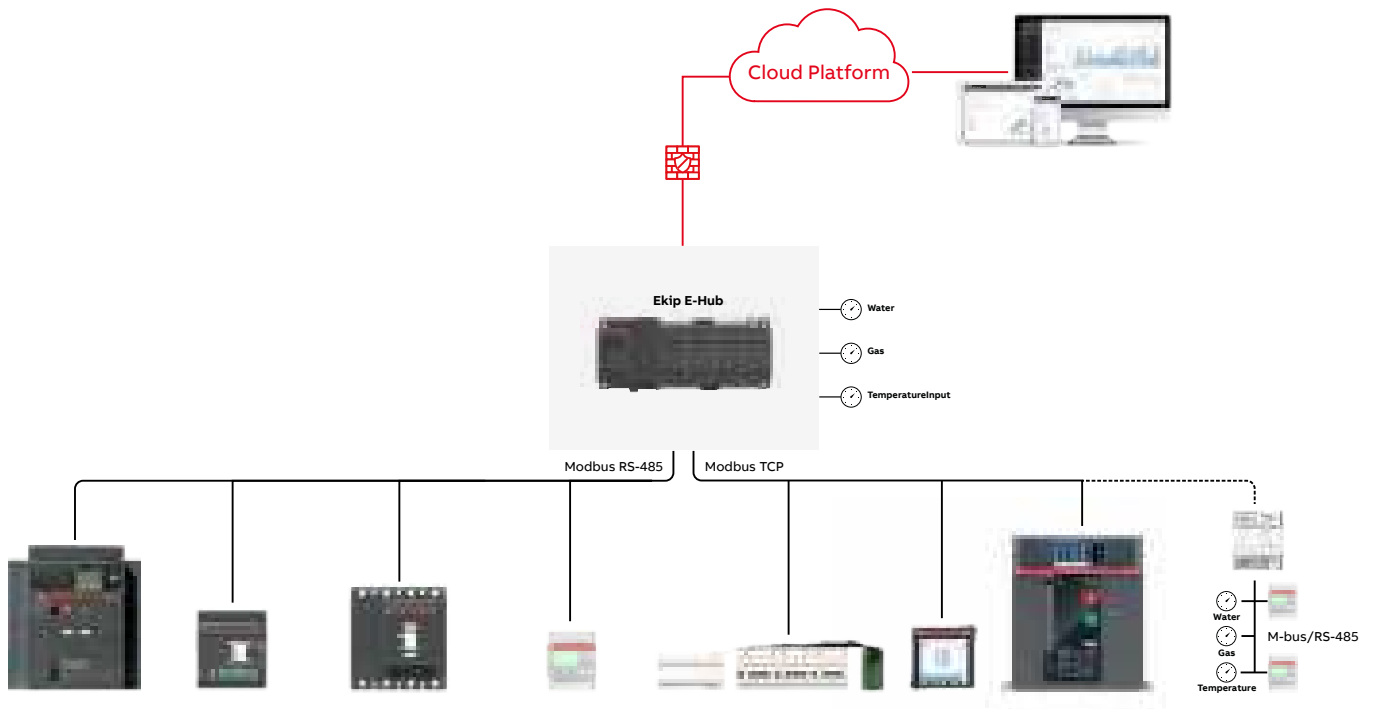 Cloud Platform
Ekip E-Hub
Water
Gas
TemperatureInput
Modbus RS-485
Modbus TCP
Water
Gas
Temperature
M-bus/RS-485